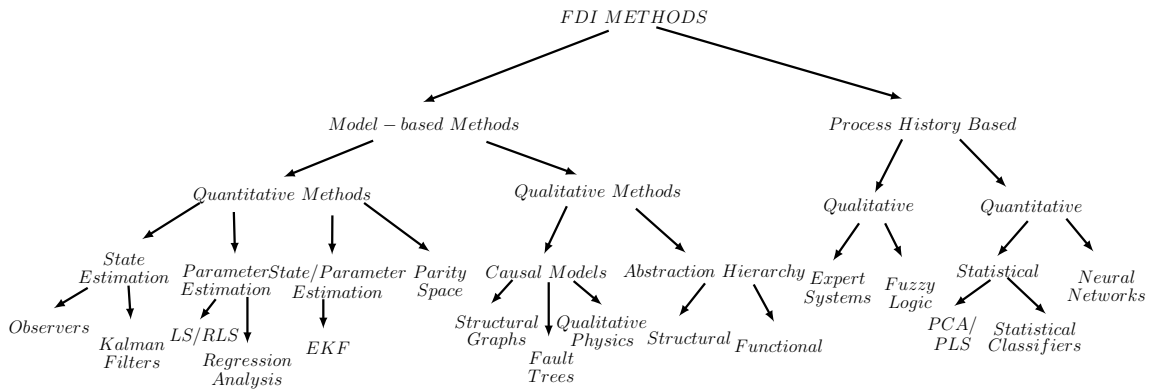 FDI METHODS
Model-based Methods
Process History Based
Quantitative Methods
Qualitative Methods
Qualitative
Quantitative
State
Estimation
Parameter
Estimation
State/Parameter
Estimation
Parity
Space
Causal Models
Abstraction Hierarchy
Expert
Systems
Fuzzy
Logic
Statistical
Neural
Networks
Observers
Kalman
Filters
LS/RLS
Regression
Analysis
EKF
Structural
Graphs
Fault
Trees
Qualitative
Physics
Structural
Functional
PCA/
PLS
Statistical
Classifiers